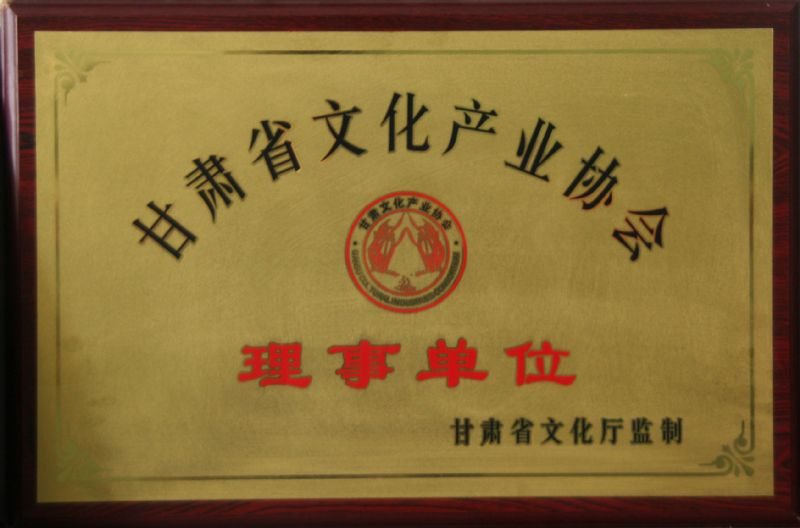 甘肃省文化产业协会
甘肃文化产业协会
理事单位
甘肃省文化厅监制